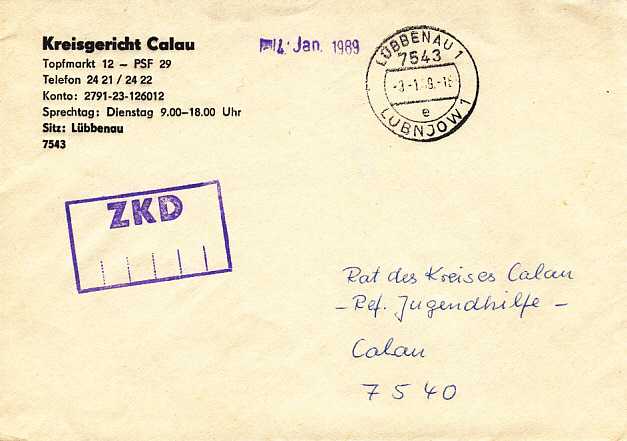 Kreisgericht Calau
Topfmarkt 12 – PSF 29
Telefon 24 21 / 24 22
Konto: 2791-23-126012
Sprechtag: Dienstag 9.00–18.00 Uhr
Sitz: Lübbenau
7543
4. Jan. 1989
LÜBBENAU 1
7543
e
LUBNJOW 1
ZKD
Rat des Kreises Calau
– Ref. Jugendhilfe –
Calau
7540